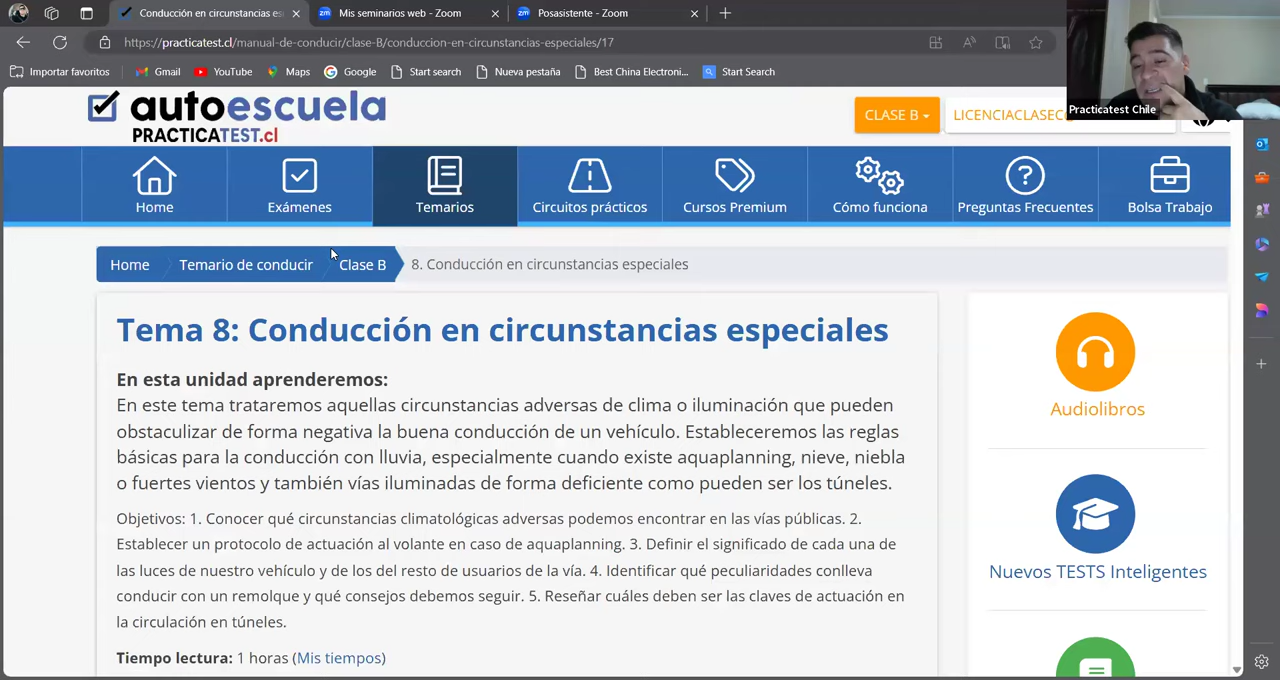 Conducción en circunstancias es
Mis seminarios web - Zoom
Posasistente - Zoom
https://practicatest.cl/manual-de-conducir/clase-B/conduccion-en-circunstancias-especiales/17
Importar favoritos
Gmail
YouTube
Maps
Google
Start search
Nueva pestaña
Best China Electroni...
Start Search
Practicatest Chile
autoescuela
PRACTICATEST.cl
CLASE B
LICENCIACLASEC
Home
Exámenes
Temarios
Circuitos prácticos
Cursos Premium
Cómo funciona
Preguntas Frecuentes
Bolsa Trabajo
Home
Temario de conducir
Clase B
8. Conducción en circunstancias especiales
Tema 8: Conducción en circunstancias especiales
En esta unidad aprenderemos:
En este tema trataremos aquellas circunstancias adversas de clima o iluminación que pueden
obstaculizar de forma negativa la buena conducción de un vehículo. Estableceremos las reglas
básicas para la conducción con lluvia, especialmente cuando existe aquaplanning, nieve, niebla
o fuertes vientos y también vías iluminadas de forma deficiente como pueden ser los túneles.
Objetivos: 1. Conocer qué circunstancias climatológicas adversas podemos encontrar en las vías públicas. 2.
Establecer un protocolo de actuación al volante en caso de aquaplanning. 3. Definir el significado de cada una de
las luces de nuestro vehículo y de los del resto de usuarios de la vía. 4. Identificar qué peculiaridades conlleva
conducir con un remolque y qué consejos debemos seguir. 5. Reseñar cuáles deben ser las claves de actuación en
la circulación en túneles.
Tiempo lectura: 1 horas (Mis tiempos)
Audiolibros
Nuevos TESTS Inteligentes